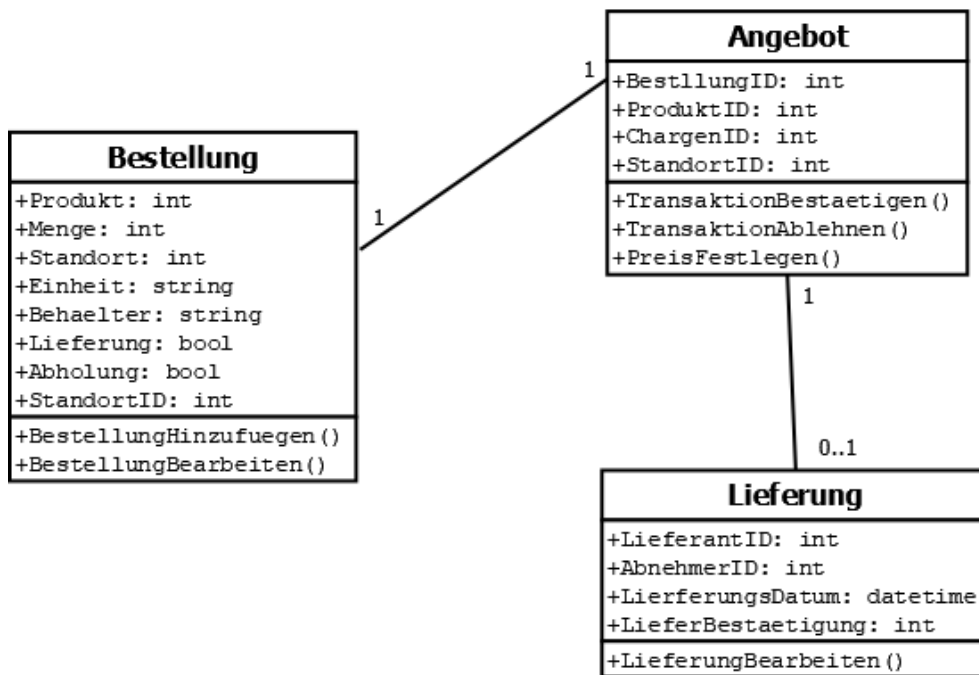 Angebot
+BestllungID: int
+ProduktID: int
+ChargenID: int
+StandortID: int
+TransaktionBestaetigen()
+TransaktionAblehnen()
+PreisFestlegen()
1
1
Bestellung
+Produkt: int
+Menge: int
+Standort: int
+Einheit: string
+Behaelter: string
+Lieferung: bool
+Abholung: bool
+StandortID: int
+BestellungHinzufuegen()
+BestellungBearbeiten()
1
0..1
Lieferung
+LieferantID: int
+AbnehmerID: int
+LierferungsDatum: datetime
+LieferBestaetigung: int
+LieferungBearbeiten()